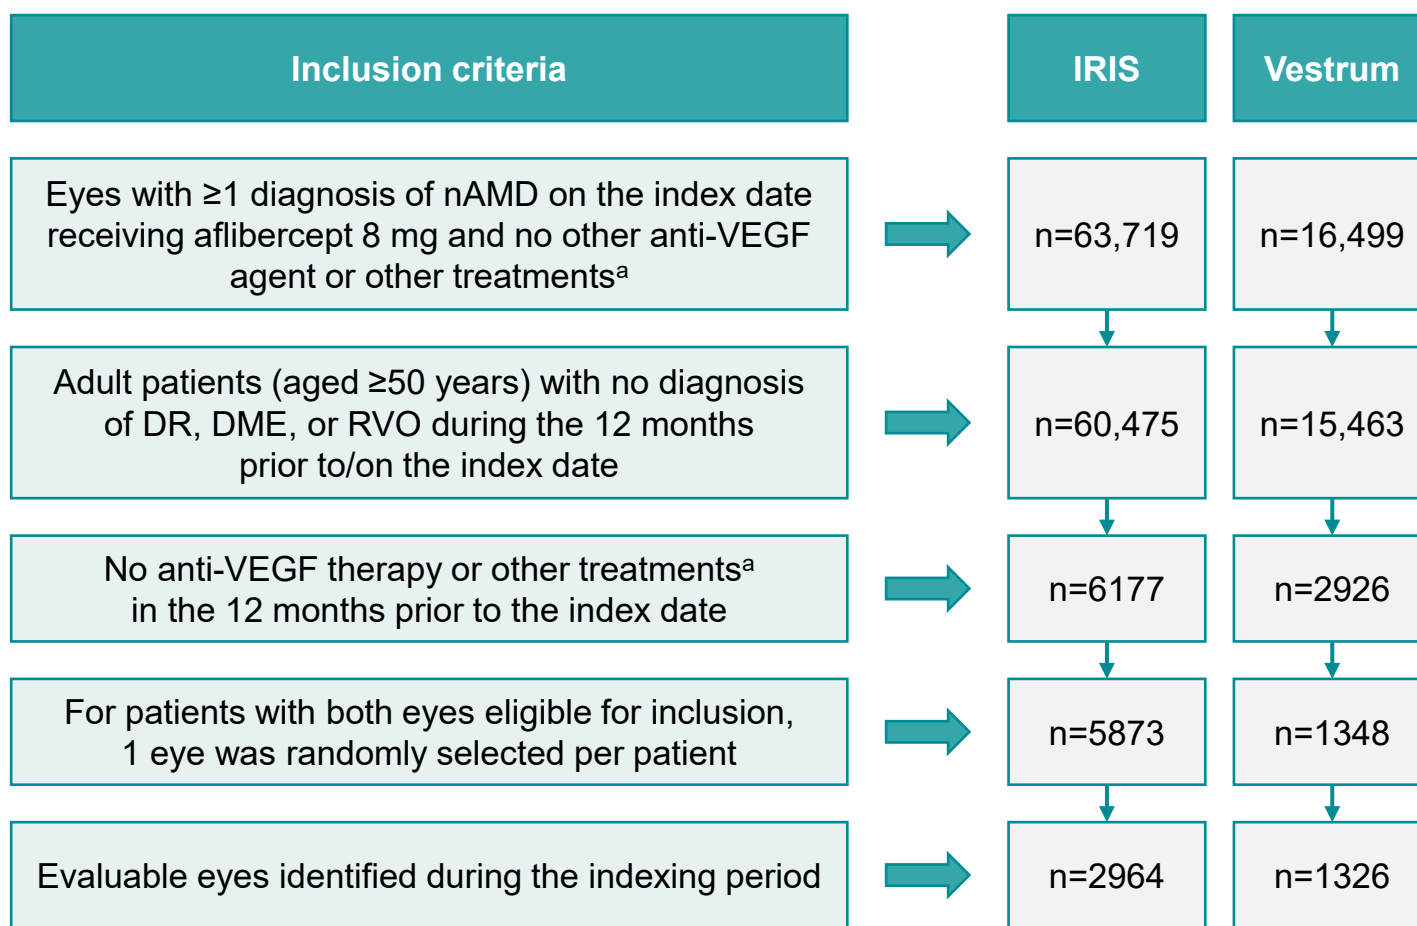 Inclusion criteria
IRIS
Vestrum
Eyes with ≥1 diagnosis of nAMD on the index date
receiving aflibercept 8 mg and no other anti-VEGF
agent or other treatmentsᵃ
n=63,719
n=16,499
Adult patients (aged ≥50 years) with no diagnosis
of DR, DME, or RVO during the 12 months
prior to/on the index date
n=60,475
n=15,463
No anti-VEGF therapy or other treatmentsᵃ
in the 12 months prior to the index date
n=6177
n=2926
For patients with both eyes eligible for inclusion,
1 eye was randomly selected per patient
n=5873
n=1348
Evaluable eyes identified during the indexing period
n=2964
n=1326